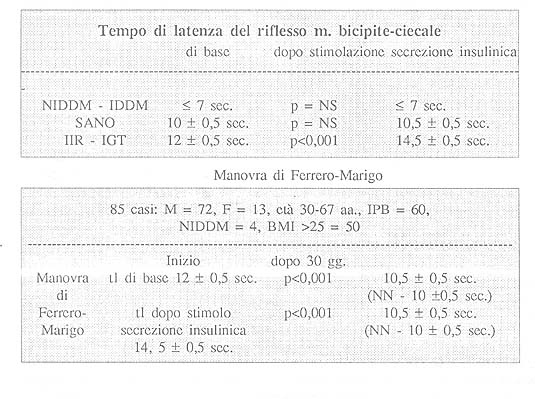 Tempo di latenza del riflesso m. bicipite-ciecale
di base dopo stimolazione secrezione insulinica
NIDDM - IDDM ≤ 7 sec. p = NS ≤ 7 sec.
SANO 10 ± 0,5 sec. p = NS 10,5 ± 0,5 sec.
IIR - IGT 12 ± 0,5 sec. p<0,001 14,5 ± 0,5 sec.
Manovra di Ferrero-Marigo
85 casi: M = 72, F = 13, età 30-67 aa., IPB = 60,
NIDDM = 4, BMI >25 = 50
Inizio dopo 30 gg.
Manovra tl di base 12 ± 0,5 sec. p<0,001 10,5 ± 0,5 sec.
di (NN - 10 ±0,5 sec.)
Ferrero- tl dopo stimolo p<0,001 10,5 ± 0,5 sec.
Marigo secrezione insulinica (NN - 10 ± 0,5 sec.)
14, 5 ± 0,5 sec.